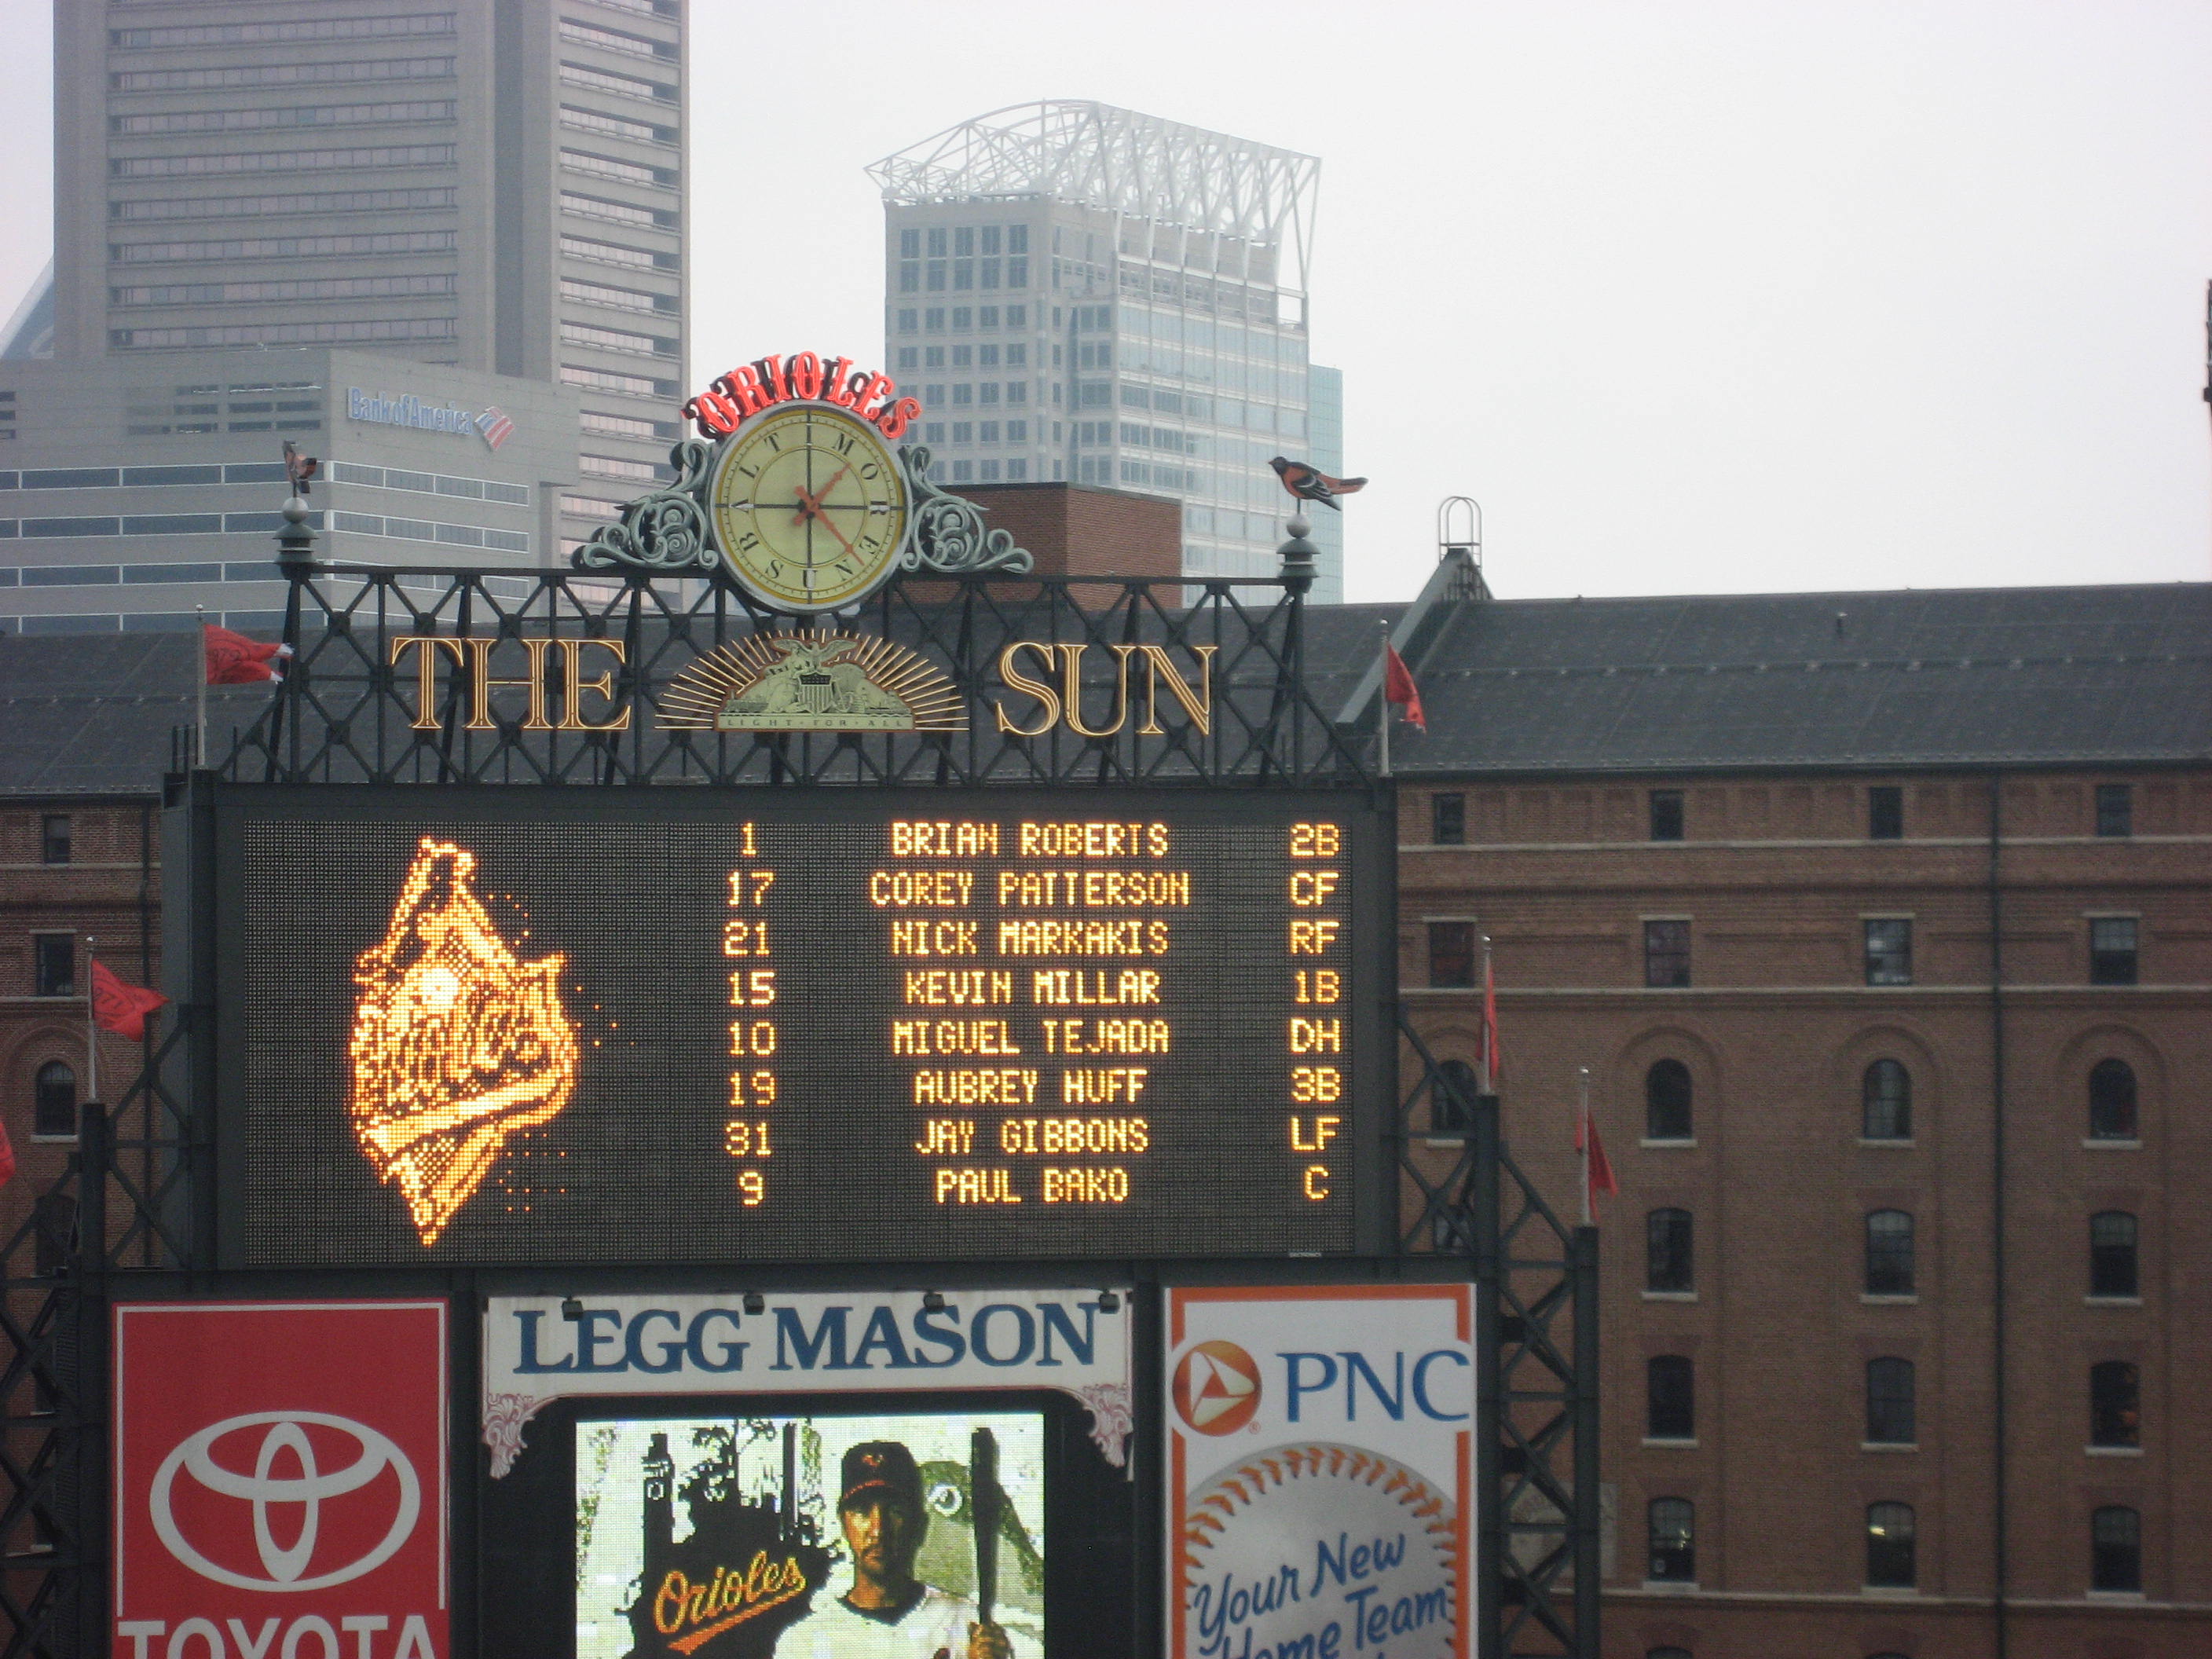 Bank of America
ORIOLES
BALTIMORE SUN
THE SUN
LIGHT · FOR · ALL
1 BRIAN ROBERTS 2B
17 COREY PATTERSON CF
21 NICK MARKAKIS RF
15 KEVIN MILLAR 1B
10 MIGUEL TEJADA DH
19 AUBREY HUFF 3B
31 JAY GIBBONS LF
9 PAUL BAKO C
Orioles
LEGG MASON
PNC
TOYOTA
Orioles
Your New
Home Team